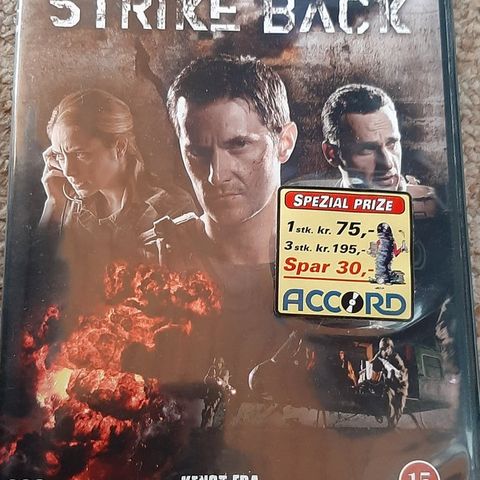 STRIKE BACK
SPEZIAL PRIZE
1 stk. kr. 75,-
3 stk. kr. 195,-
Spar 30,-
ACCORD
KENDT FRA
15